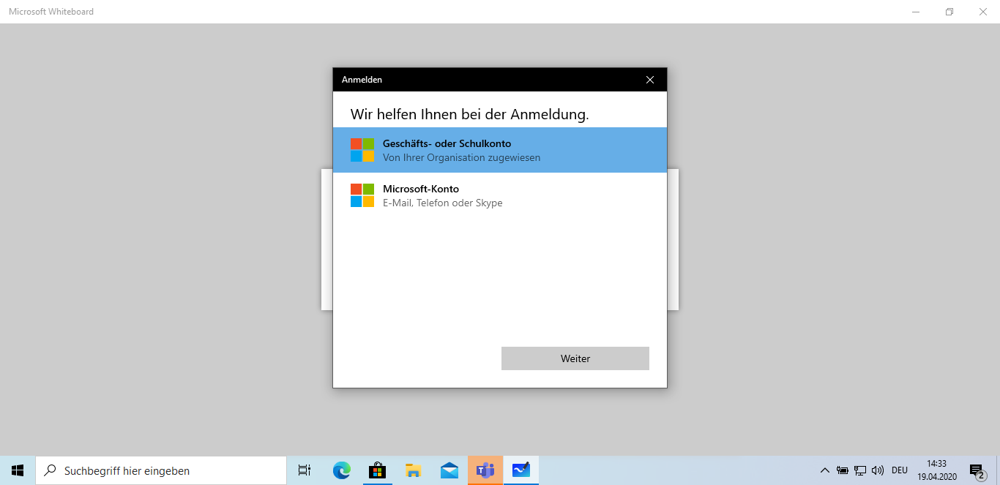 Microsoft Whiteboard
Anmelden
Wir helfen Ihnen bei der Anmeldung.
Geschäfts- oder Schulkonto
Von Ihrer Organisation zugewiesen
Microsoft-Konto
E-Mail, Telefon oder Skype
Weiter
Suchbegriff hier eingeben
T
DEU
14:33
19.04.2020
2